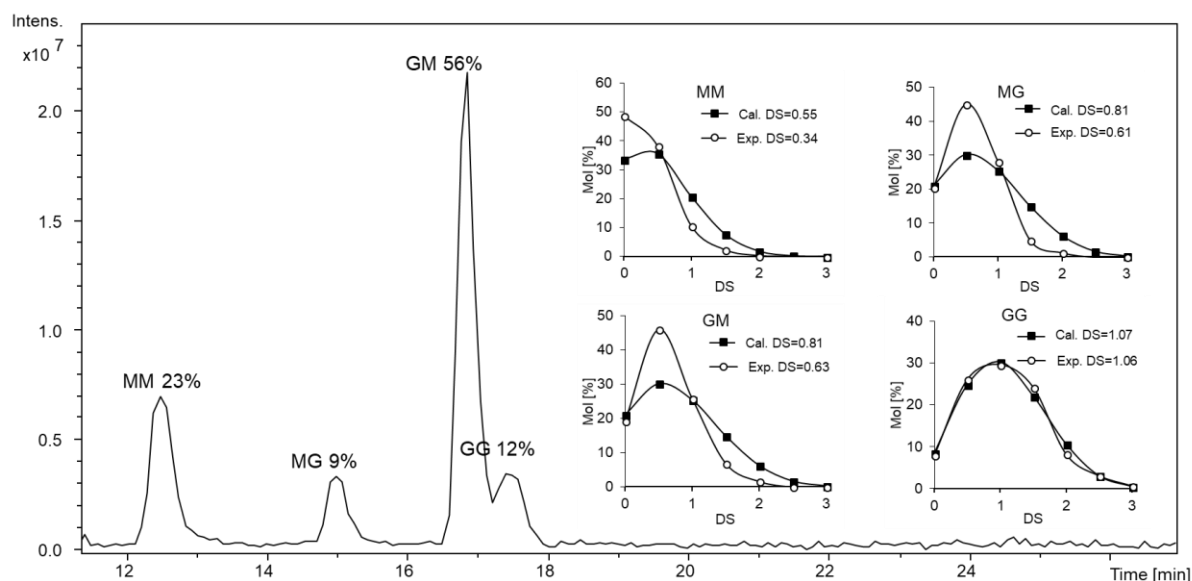 Intens.
x10 7
2.0
1.5
1.0
0.5
0.0
12
14
16
18
20
22
24
Time [min]
MM 23%
MG 9%
GM 56%
GG 12%
MM
Cal. DS=0.55
Exp. DS=0.34
Mol [%]
60
50
40
30
20
10
0
0 1 2 3
DS
MG
Cal. DS=0.81
Exp. DS=0.61
Mol [%]
50
40
30
20
10
0
0 1 2 3
DS
GM
Cal. DS=0.81
Exp. DS=0.63
Mol [%]
50
40
30
20
10
0
0 1 2 3
DS
GG
Cal. DS=1.07
Exp. DS=1.06
Mol [%]
40
30
20
10
0
0 1 2 3
DS